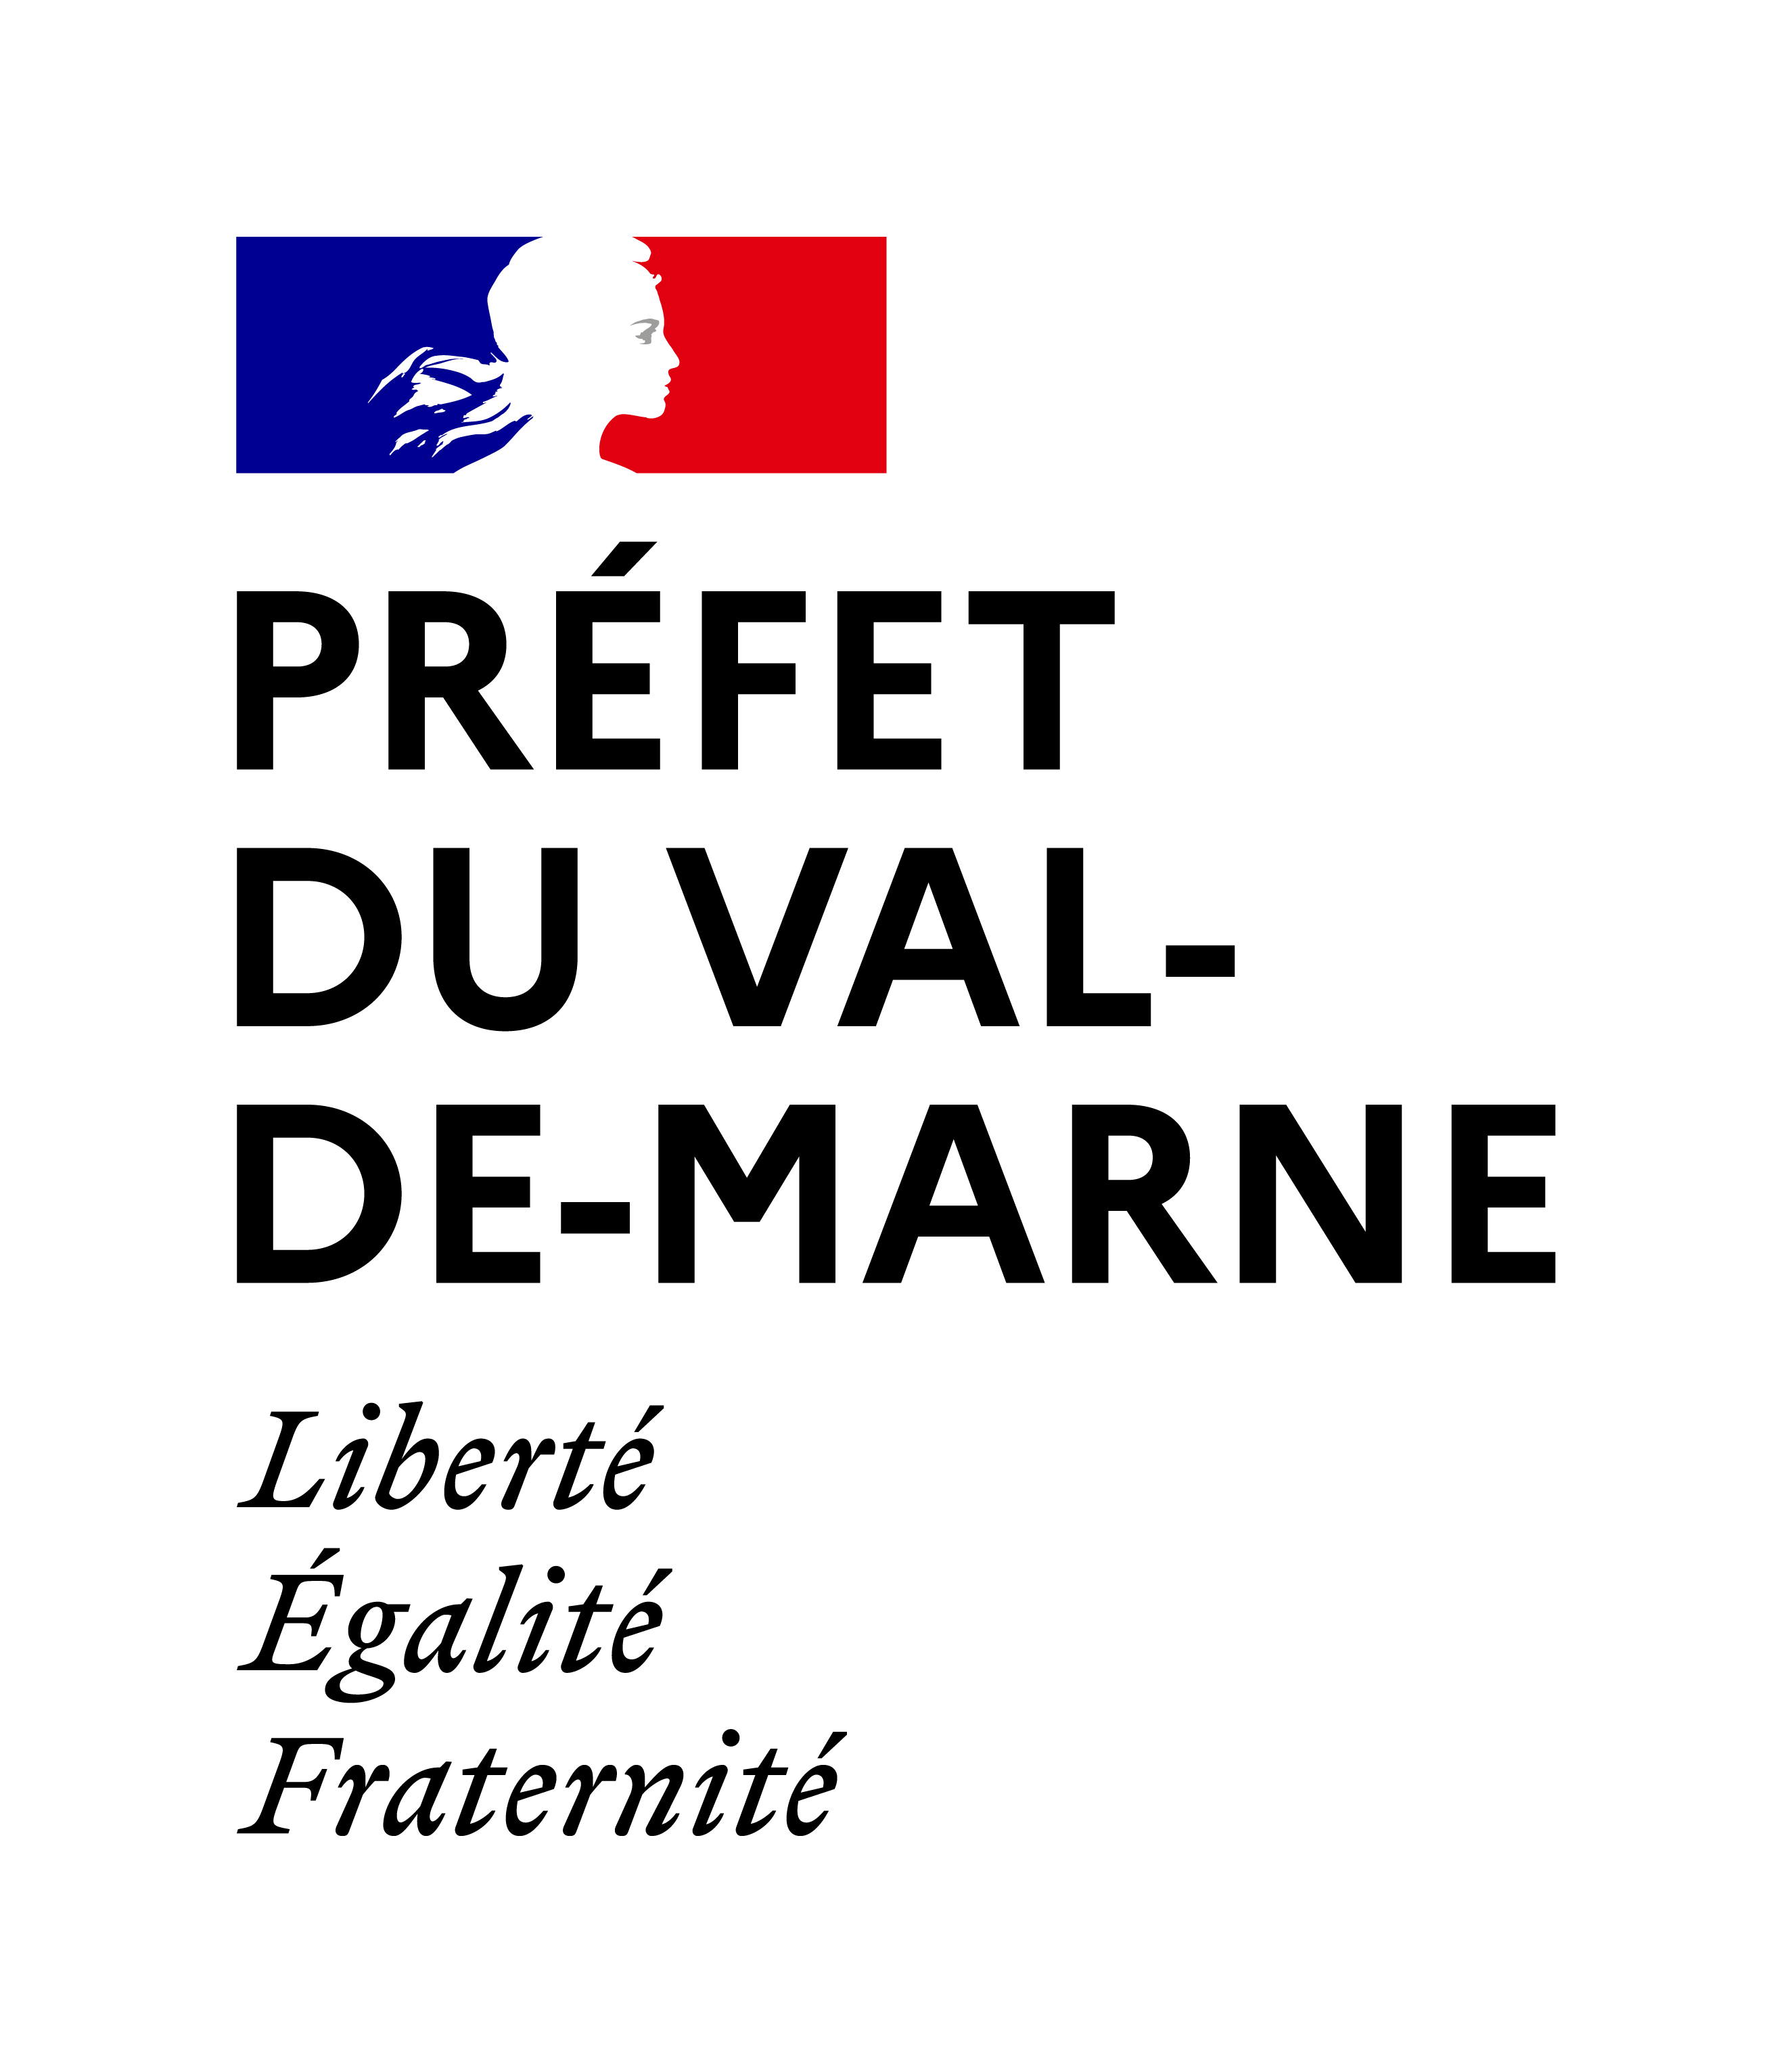 PRÉFET
DU VAL-
DE-MARNE
Liberté
Égalité
Fraternité